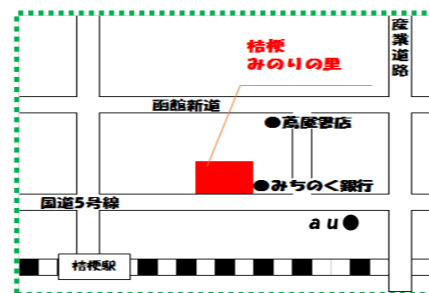 産業道路
桔梗
みのりの里
函館新道
●蔦屋書店
●みちのく銀行
国道5号線
au●
桔梗駅